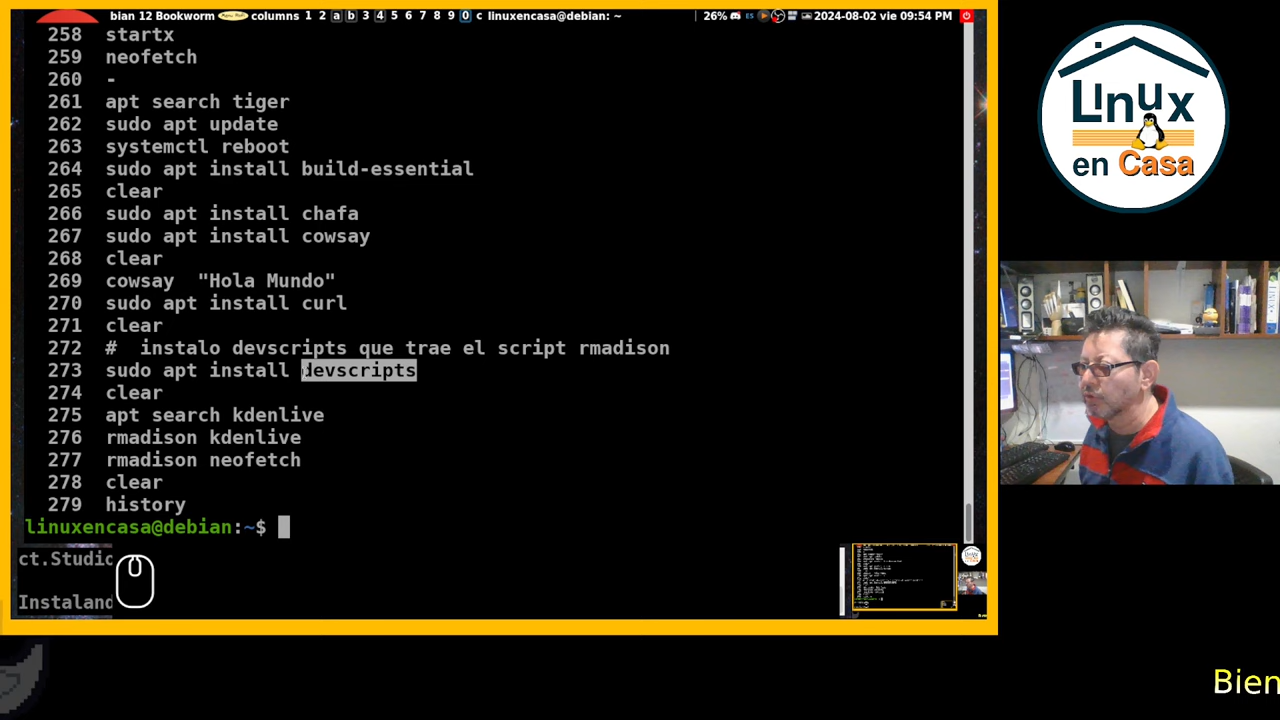 bian 12 Bookworm columns 1 2 a b 3 4 5 6 7 8 9 0 c linuxencasa@debian: ~ 26% ES 2024-08-02 vie 09:54 PM
258 startx
259 neofetch
260 -
261 apt search tiger
262 sudo apt update
263 systemctl reboot
264 sudo apt install build-essential
265 clear
266 sudo apt install chafa
267 sudo apt install cowsay
268 clear
269 cowsay "Hola Mundo"
270 sudo apt install curl
271 clear
272 # instalo devscripts que trae el script rmadison
273 sudo apt install devscripts
274 clear
275 apt search kdenlive
276 rmadison kdenlive
277 rmadison neofetch
278 clear
279 history
linuxencasa@debian:~$
ct.Studio
Instaland
Linux
en Casa
Bien